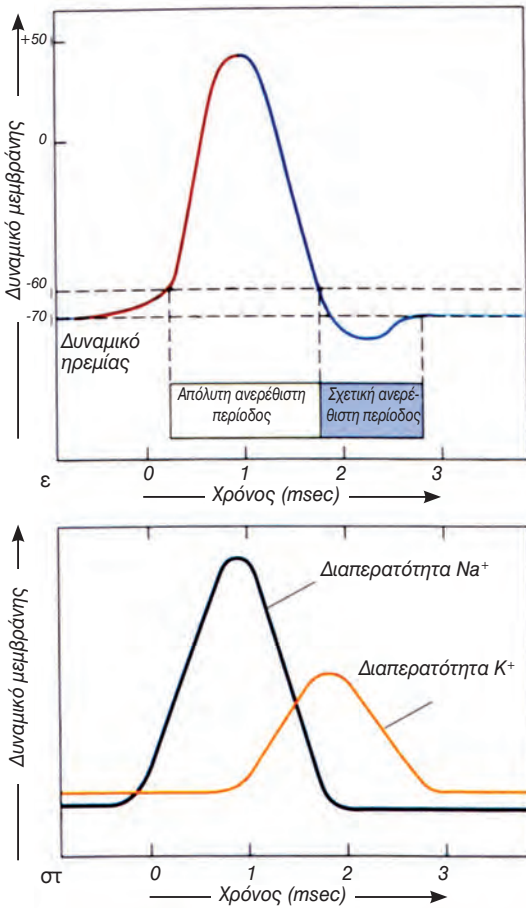 +50
0
-60
-70
Δυναμικό μεμβράνης
Δυναμικό
ηρεμίας
Απόλυτη ανερέθιστη
περίοδος
Σχετική ανερέ-
θιστη περίοδος
0 1 2 3
ε
Χρόνος (msec)
Δυναμικό μεμβράνης
Διαπερατότητα Na⁺
Διαπερατότητα K⁺
0 1 2 3
στ
Χρόνος (msec)